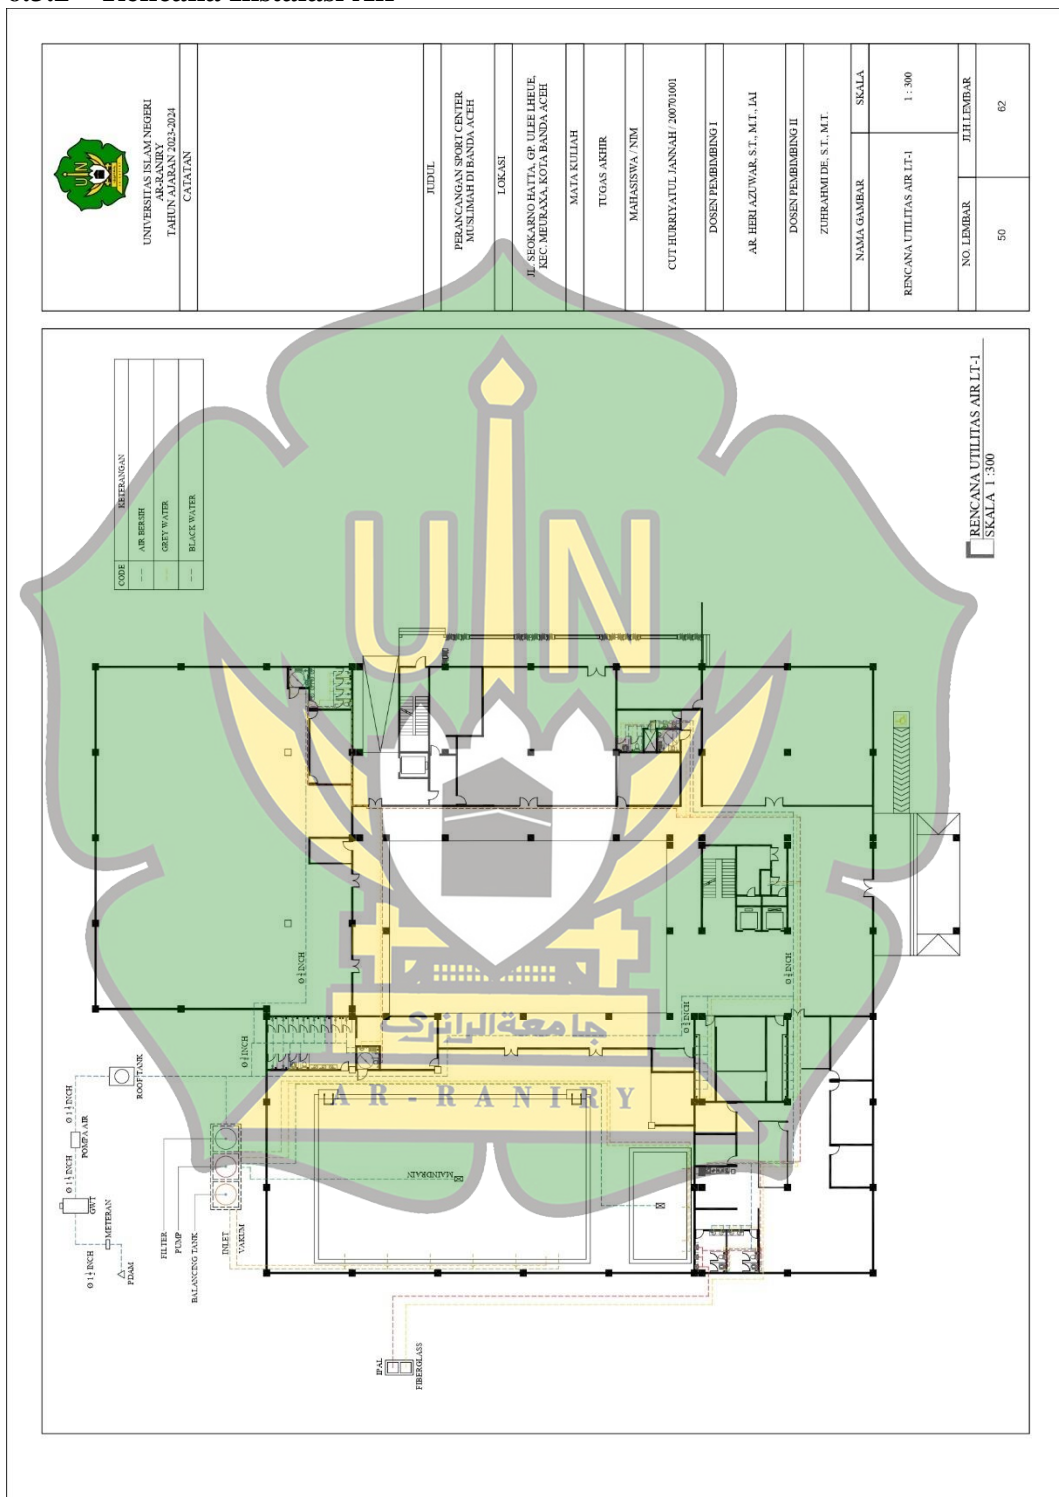 UNIVERSITAS ISLAM NEGERI
AR-RANIRY
TAHUN AJARAN 2023-2024
CATATAN
JUDUL
PERANCANGAN SPORT CENTER
MUSLIMAH DI BANDA ACEH
LOKASI
JL. SEOKARNO HATTA, GP. ULEE LHEUE,
KEC. MEURAXA, KOTA BANDA ACEH
MATA KULIAH
TUGAS AKHIR
MAHASISWA / NIM
CUT HURRIYATUL JANNAH / 200701001
DOSEN PEMBIMBING I
AR. HERI AZUWAR, S.T., M.T., IAI
DOSEN PEMBIMBING II
ZUHRAHMI DE, S.T., M.T.
NAMA GAMBAR
SKALA
RENCANA UTILITAS AIR LT-1
1 : 300
NO. LEMBAR
JLH LEMBAR
50
62
CODE
KETERANGAN
AIR BERSIH
GREY WATER
BLACK WATER
RENCANA UTILITAS AIR LT-1
SKALA 1 :300
UIN
جامعة الرانري
AR-RANIRY
ROOF TANK
POMPA AIR
GWT
METERAN
PDAM
FILTER
PUMP
BALANCING TANK
INLET
VAKUM
MAINDRAIN
IPAL
FIBERGLASS